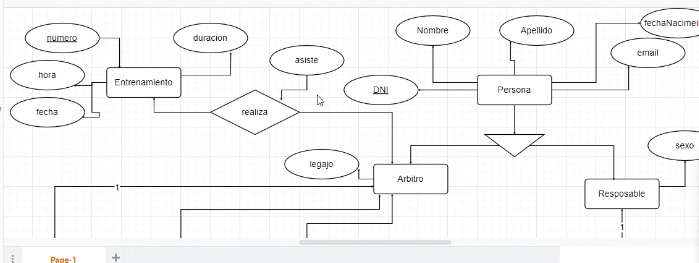 numero
duracion
Nombre
Apellido
fechaNacimei
email
asiste
hora
Entrenamiento
DNI
Persona
fecha
realiza
legajo
sexo
Arbitro
Resposable
1
1
Page-1